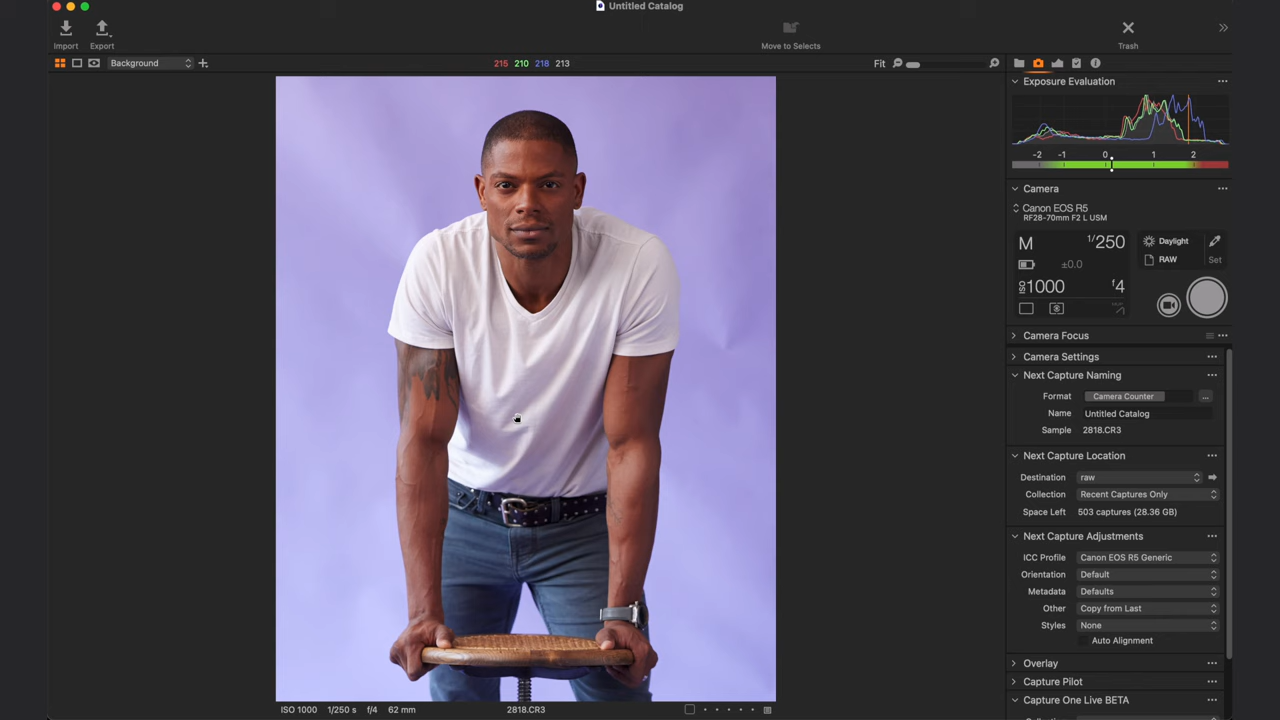 Untitled Catalog
Import
Export
Move to Selects
Trash
Background
215 210 218 213
Fit
Exposure Evaluation
-2 -1 0 1 2
Camera
Canon EOS R5
RF28-70mm F2 L USM
M
1/250
Daylight
±0.0
RAW
Set
ISO 1000
f4
Camera Focus
Camera Settings
Next Capture Naming
Format Camera Counter ...
Name Untitled Catalog
Sample 2818.CR3
Next Capture Location
Destination raw
Collection Recent Captures Only
Space Left 503 captures (28.36 GB)
Next Capture Adjustments
ICC Profile Canon EOS R5 Generic
Orientation Default
Metadata Defaults
Other Copy from Last
Styles None
Auto Alignment
Overlay
Capture Pilot
Capture One Live BETA
ISO 1000 1/250 s f/4 62 mm
2818.CR3